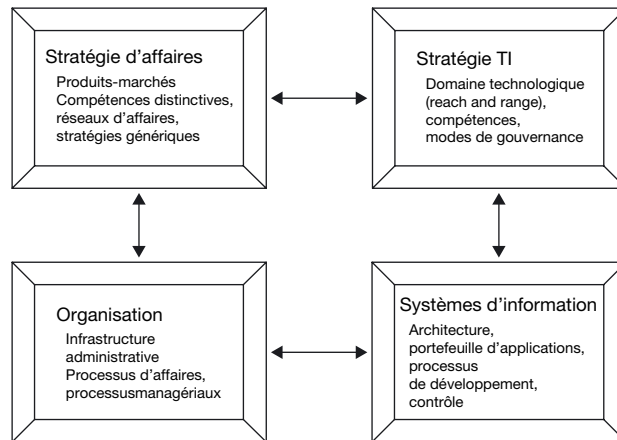 Stratégie d'affaires
Produits-marchés
Compétences distinctives,
réseaux d'affaires,
stratégies génériques
Stratégie TI
Domaine technologique
(reach and range),
compétences,
modes de gouvernance
Organisation
Infrastructure
administrative
Processus d'affaires,
processusmanagériaux
Systèmes d'information
Architecture,
portefeuille d'applications,
processus
de développement,
contrôle